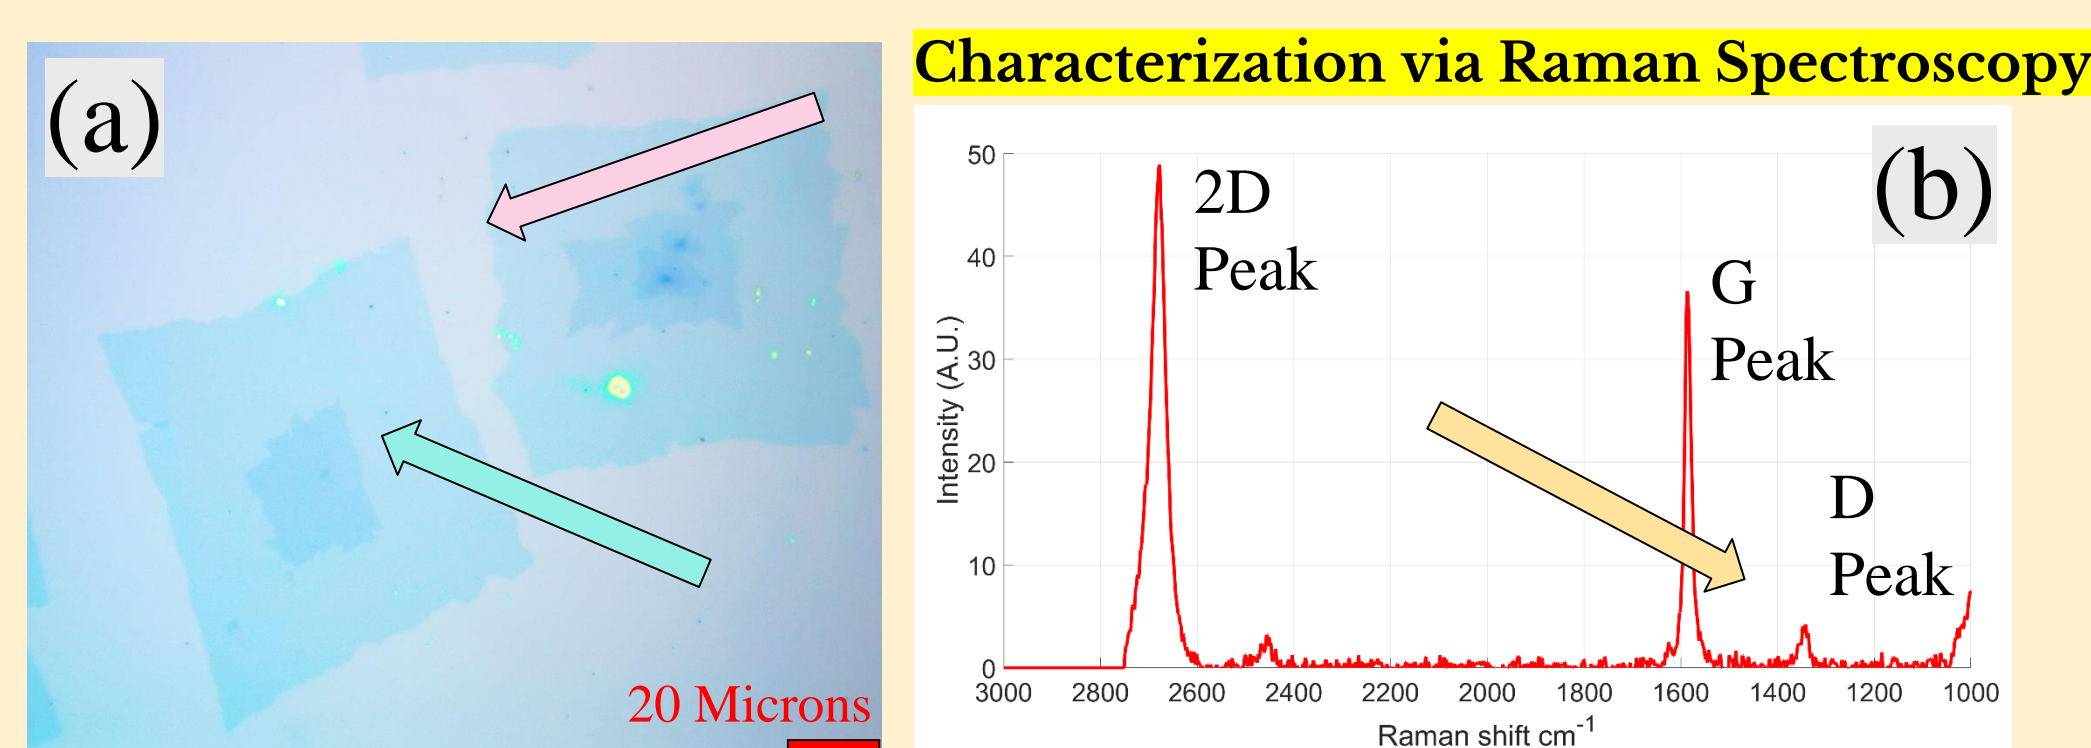 (a)
20 Microns
Characterization via Raman Spectroscopy
(b)
2D
Peak
G
Peak
D
Peak
Intensity (A.U.)
50
40
30
20
10
0
3000 2800 2600 2400 2200 2000 1800 1600 1400 1200 1000
Raman shift cm⁻¹